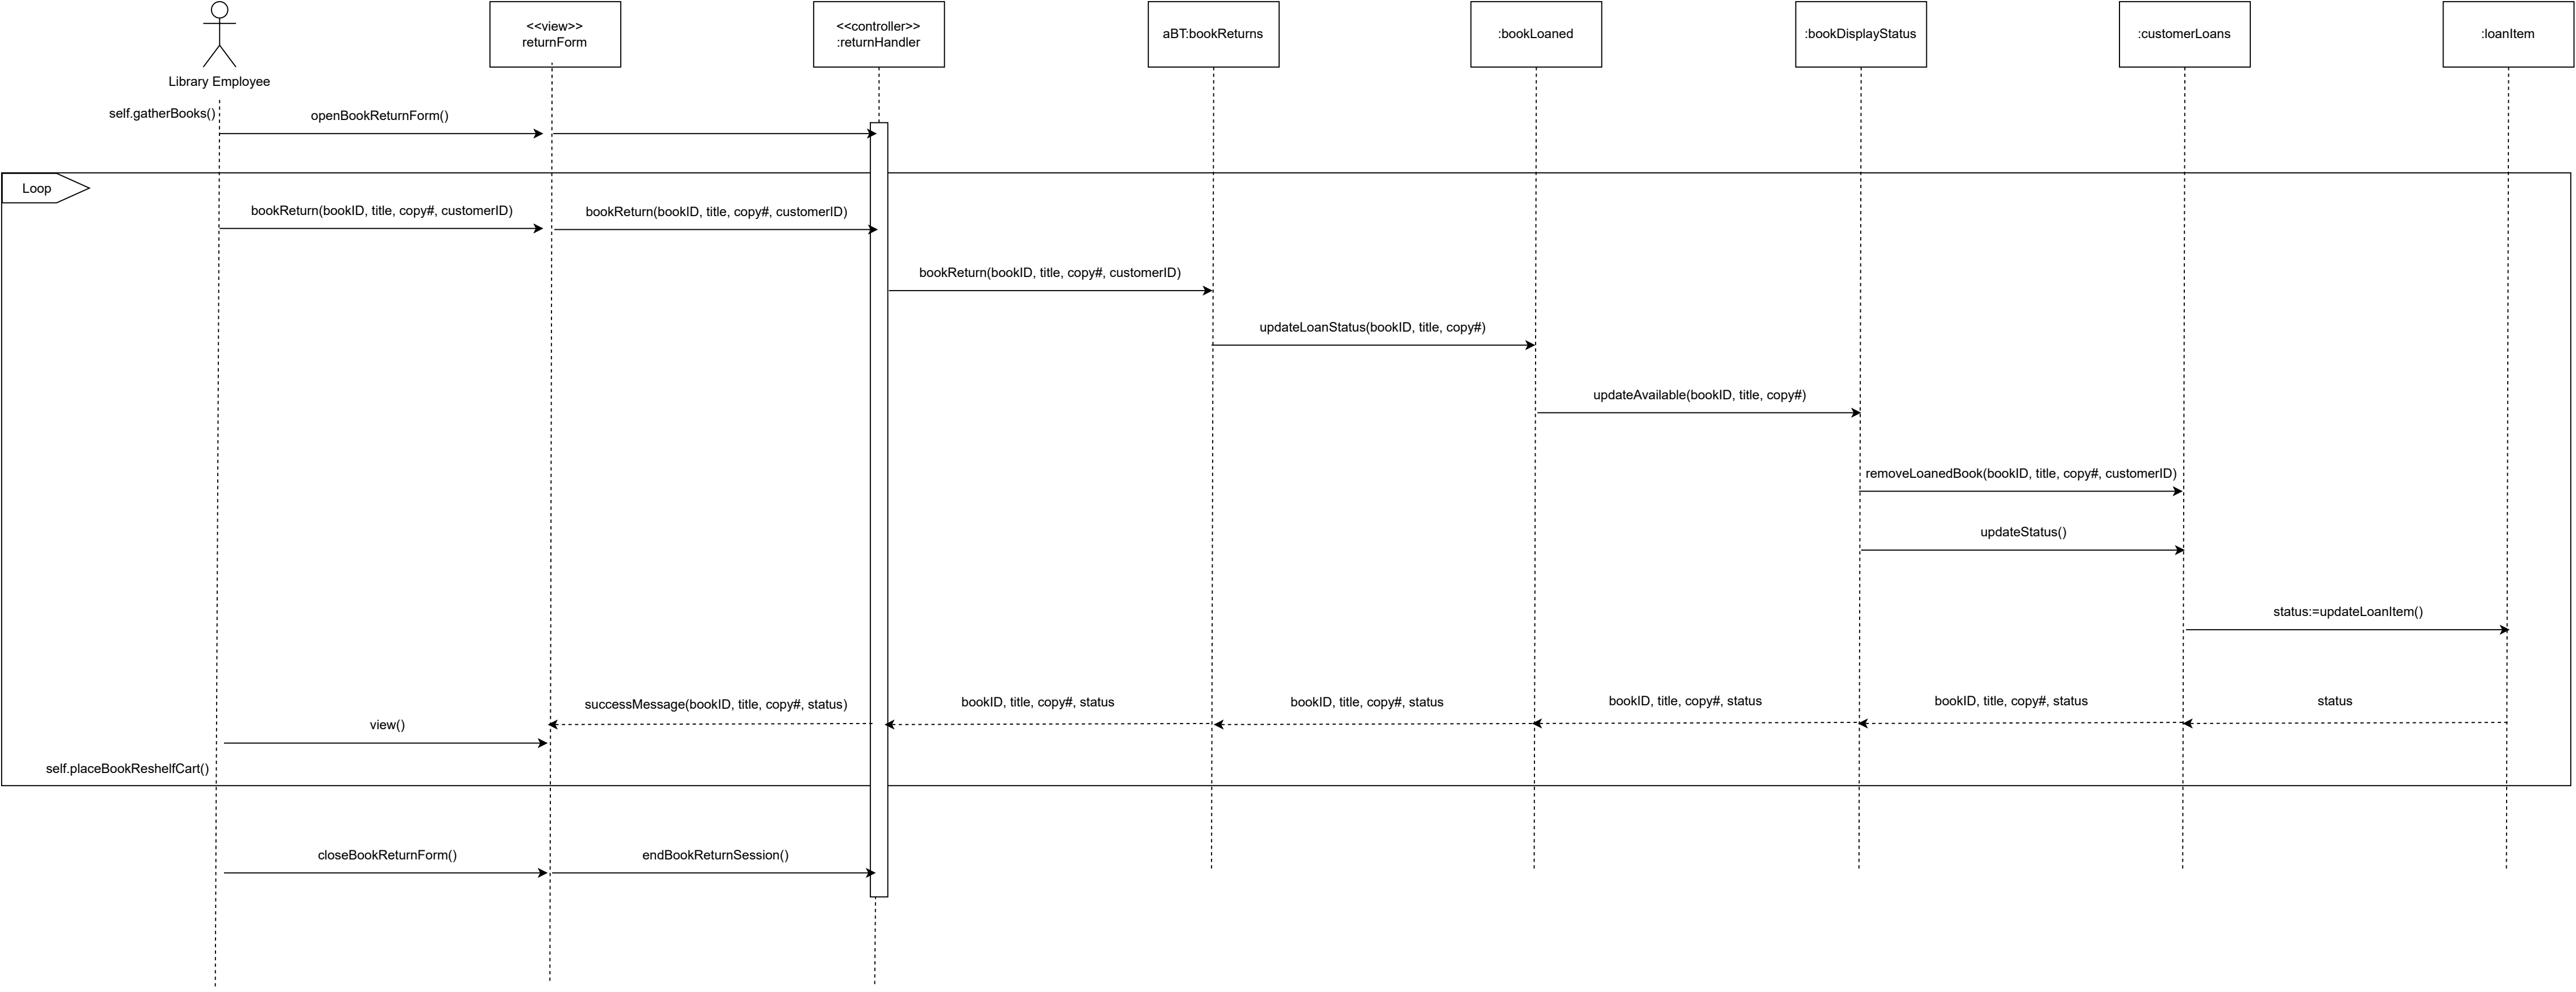 Library Employee
<<view>>
returnForm
<<controller>>
:returnHandler
aBT:bookReturns
:bookLoaned
:bookDisplayStatus
:customerLoans
:loanItem
self.gatherBooks()
openBookReturnForm()
Loop
bookReturn(bookID, title, copy#, customerID)
bookReturn(bookID, title, copy#, customerID)
bookReturn(bookID, title, copy#, customerID)
updateLoanStatus(bookID, title, copy#)
updateAvailable(bookID, title, copy#)
removeLoanedBook(bookID, title, copy#, customerID)
updateStatus()
status:=updateLoanItem()
successMessage(bookID, title, copy#, status)
bookID, title, copy#, status
bookID, title, copy#, status
bookID, title, copy#, status
bookID, title, copy#, status
status
view()
self.placeBookReshelfCart()
closeBookReturnForm()
endBookReturnSession()